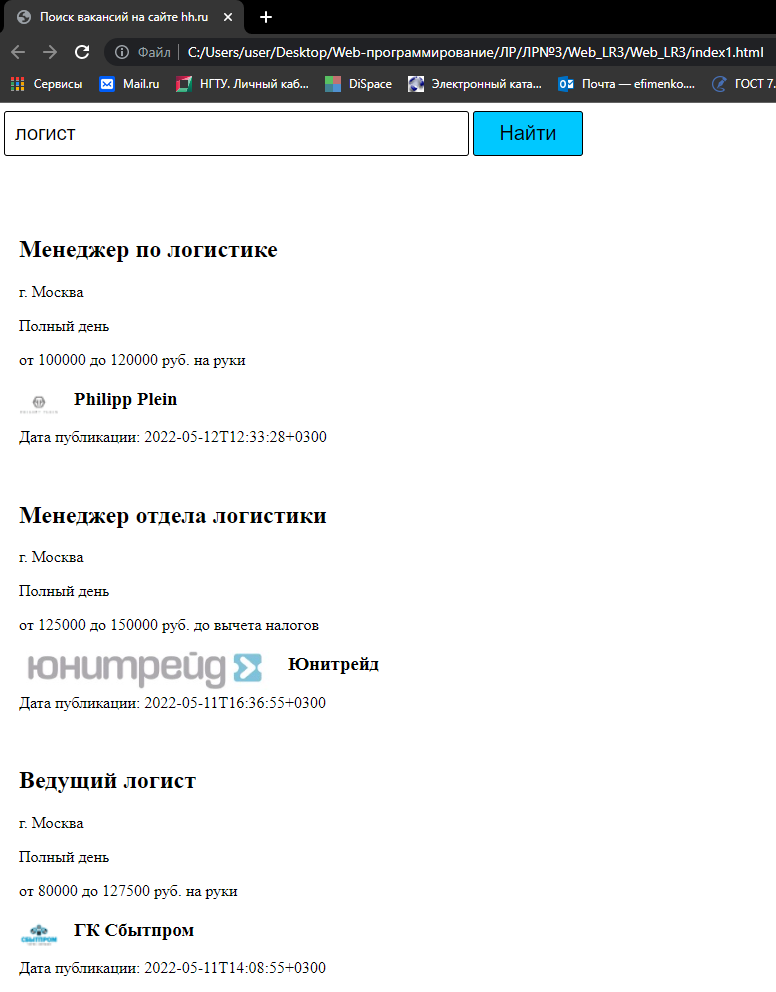 Поиск вакансий на сайте hh.ru
Файл C:/Users/user/Desktop/Web-программирование/ЛР/ЛР№3/Web_LR3/Web_LR3/index1.html
Сервисы Mail.ru НГТУ. Личный каб... DiSpace Электронный ката... Почта — efimenko.... ГОСТ 7.
логист Найти
Менеджер по логистике
г. Москва
Полный день
от 100000 до 120000 руб. на руки
Philipp Plein
Дата публикации: 2022-05-12T12:33:28+0300
Менеджер отдела логистики
г. Москва
Полный день
от 125000 до 150000 руб. до вычета налогов
юнитрейд Юнитрейд
Дата публикации: 2022-05-11T16:36:55+0300
Ведущий логист
г. Москва
Полный день
от 80000 до 127500 руб. на руки
СБЫТПРОМ ГК Сбытпром
Дата публикации: 2022-05-11T14:08:55+0300